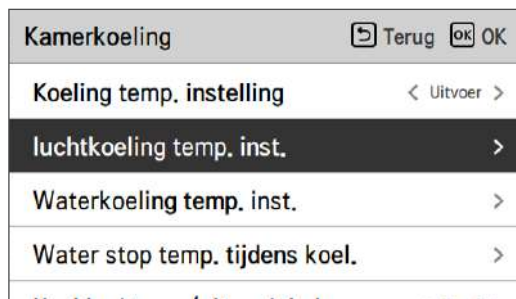 Kamerkoeling Terug OK OK
Koeling temp. instelling < Uitvoer >
luchtkoeling temp. inst. >
Waterkoeling temp. inst. >
Water stop temp. tijdens koel. >